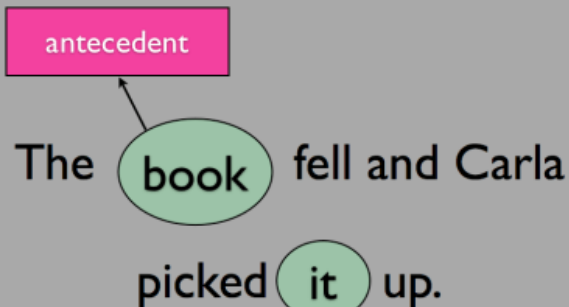 antecedent
The book fell and Carla
picked it up.